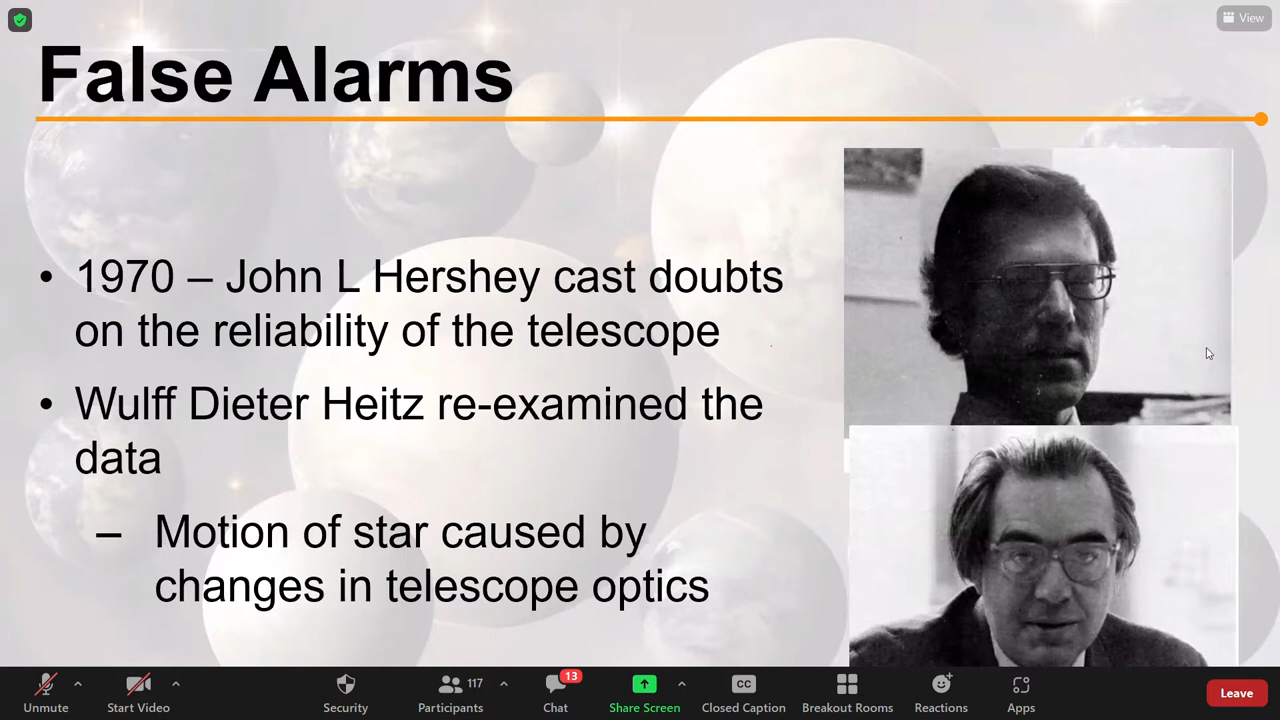 View
False Alarms
• 1970 – John L Hershey cast doubts
on the reliability of the telescope
• Wulff Dieter Heitz re-examined the
data
– Motion of star caused by
changes in telescope optics
Unmute
Start Video
Security
117
Participants
13
Chat
Share Screen
CC
Closed Caption
Breakout Rooms
Reactions
Apps
Leave